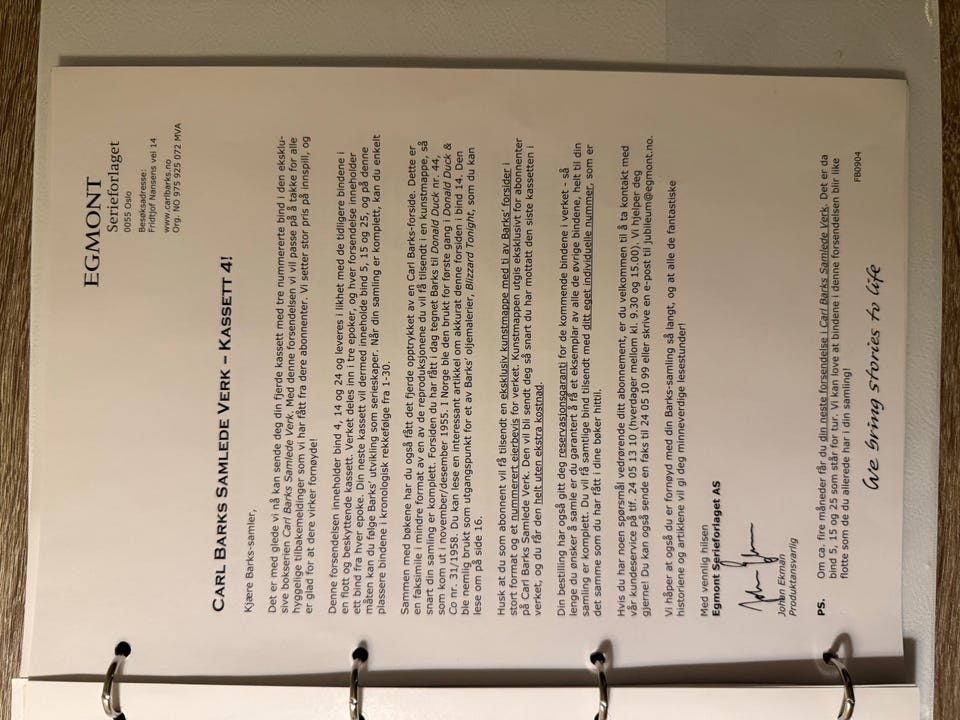 EGMONT
Serieforlaget
0055 Oslo
Besøksadresse:
Fridtjof Nansens vei 14
www.carlbarks.no
Org. NO 975 925 072 MVA
CARL BARKS SAMLEDE VERK – KASSETT 4!
Kjære Barks-samler,
Det er med glede vi nå kan sende deg din fjerde kassett med tre nummererte bind i den eksklu-
sive bokserien Carl Barks Samlede Verk. Med denne forsendelsen vi vil passe på å takke for alle
hyggelige tilbakemeldinger som vi har fått fra dere abonnenter. Vi setter stor pris på innspill, og
er glad for at dere virker fornøyde!
Denne forsendelsen inneholder bind 4, 14 og 24 og leveres i likhet med de tidligere bindene i
en flott og beskyttende kassett. Verket deles inn i tre epoker, og hver forsendelse inneholder
ett bind fra hver epoke. Din neste kassett vil dermed inneholde bind 5, 15 og 25, og på denne
måten kan du følge Barks’ utvikling som serieskaper. Når din samling er komplett, kan du enkelt
plassere bindene i kronologisk rekkefølge fra 1-30.
Sammen med bøkene har du også fått det fjerde opptrykket av en Carl Barks-forside. Dette er
en faksimile i mindre format av en av de reproduksjonene du vil få tilsendt i en kunstmappe, så
snart din samling er komplett. Forsiden du har fått i dag tegnet Barks til Donald Duck nr. 44,
som kom ut i november/desember 1955. I Norge ble den brukt for første gang i Donald Duck &
Co nr. 31/1958. Du kan lese en interessant artikkel om akkurat denne forsiden i bind 14. Den
ble nemlig brukt som utgangspunkt for et av Barks’ oljemalerier, Blizzard Tonight, som du kan
lese om på side 16.
Husk at du som abonnent vil få tilsendt en eksklusiv kunstmappe med ti av Barks’ forsider i
stort format og et nummerert eierbevis for verket. Kunstmappen utgis eksklusivt for abonnenter
på Carl Barks Samlede Verk. Den vil bli sendt deg så snart du har mottatt den siste kassetten i
verket, og du får den helt uten ekstra kostnad.
Din bestilling har også gitt deg reservasjonsgaranti for de kommende bindene i verket - så
lenge du ønsker å samle er du garantert å få et eksemplar av alle de øvrige bindene, helt til din
samling er komplett. Du vil få samtlige bind tilsendt med ditt eget individuelle nummer, som er
det samme som du har fått i dine bøker hittil.
Hvis du har noen spørsmål vedrørende ditt abonnement, er du velkommen til å ta kontakt med
vår kundeservice på tlf. 24 05 13 10 (hverdager mellom kl. 9.30 og 15.00). Vi hjelper deg
gjerne! Du kan også sende en faks til 24 05 10 99 eller skrive en e-post til jubileum@egmont.no.
Vi håper at også du er fornøyd med din Barks-samling så langt, og at alle de fantastiske
historiene og artiklene vil gi deg minneverdige lesestunder!
Med vennlig hilsen
Egmont Serieforlaget AS
Johan Ekman
Produktansvarlig
PS. Om ca. fire måneder får du din neste forsendelse i Carl Barks Samlede Verk. Det er da
bind 5, 15 og 25 som står for tur. Vi kan love at bindene i denne forsendelsen blir like
flotte som de du allerede har i din samling!
FB0904
We bring stories to life